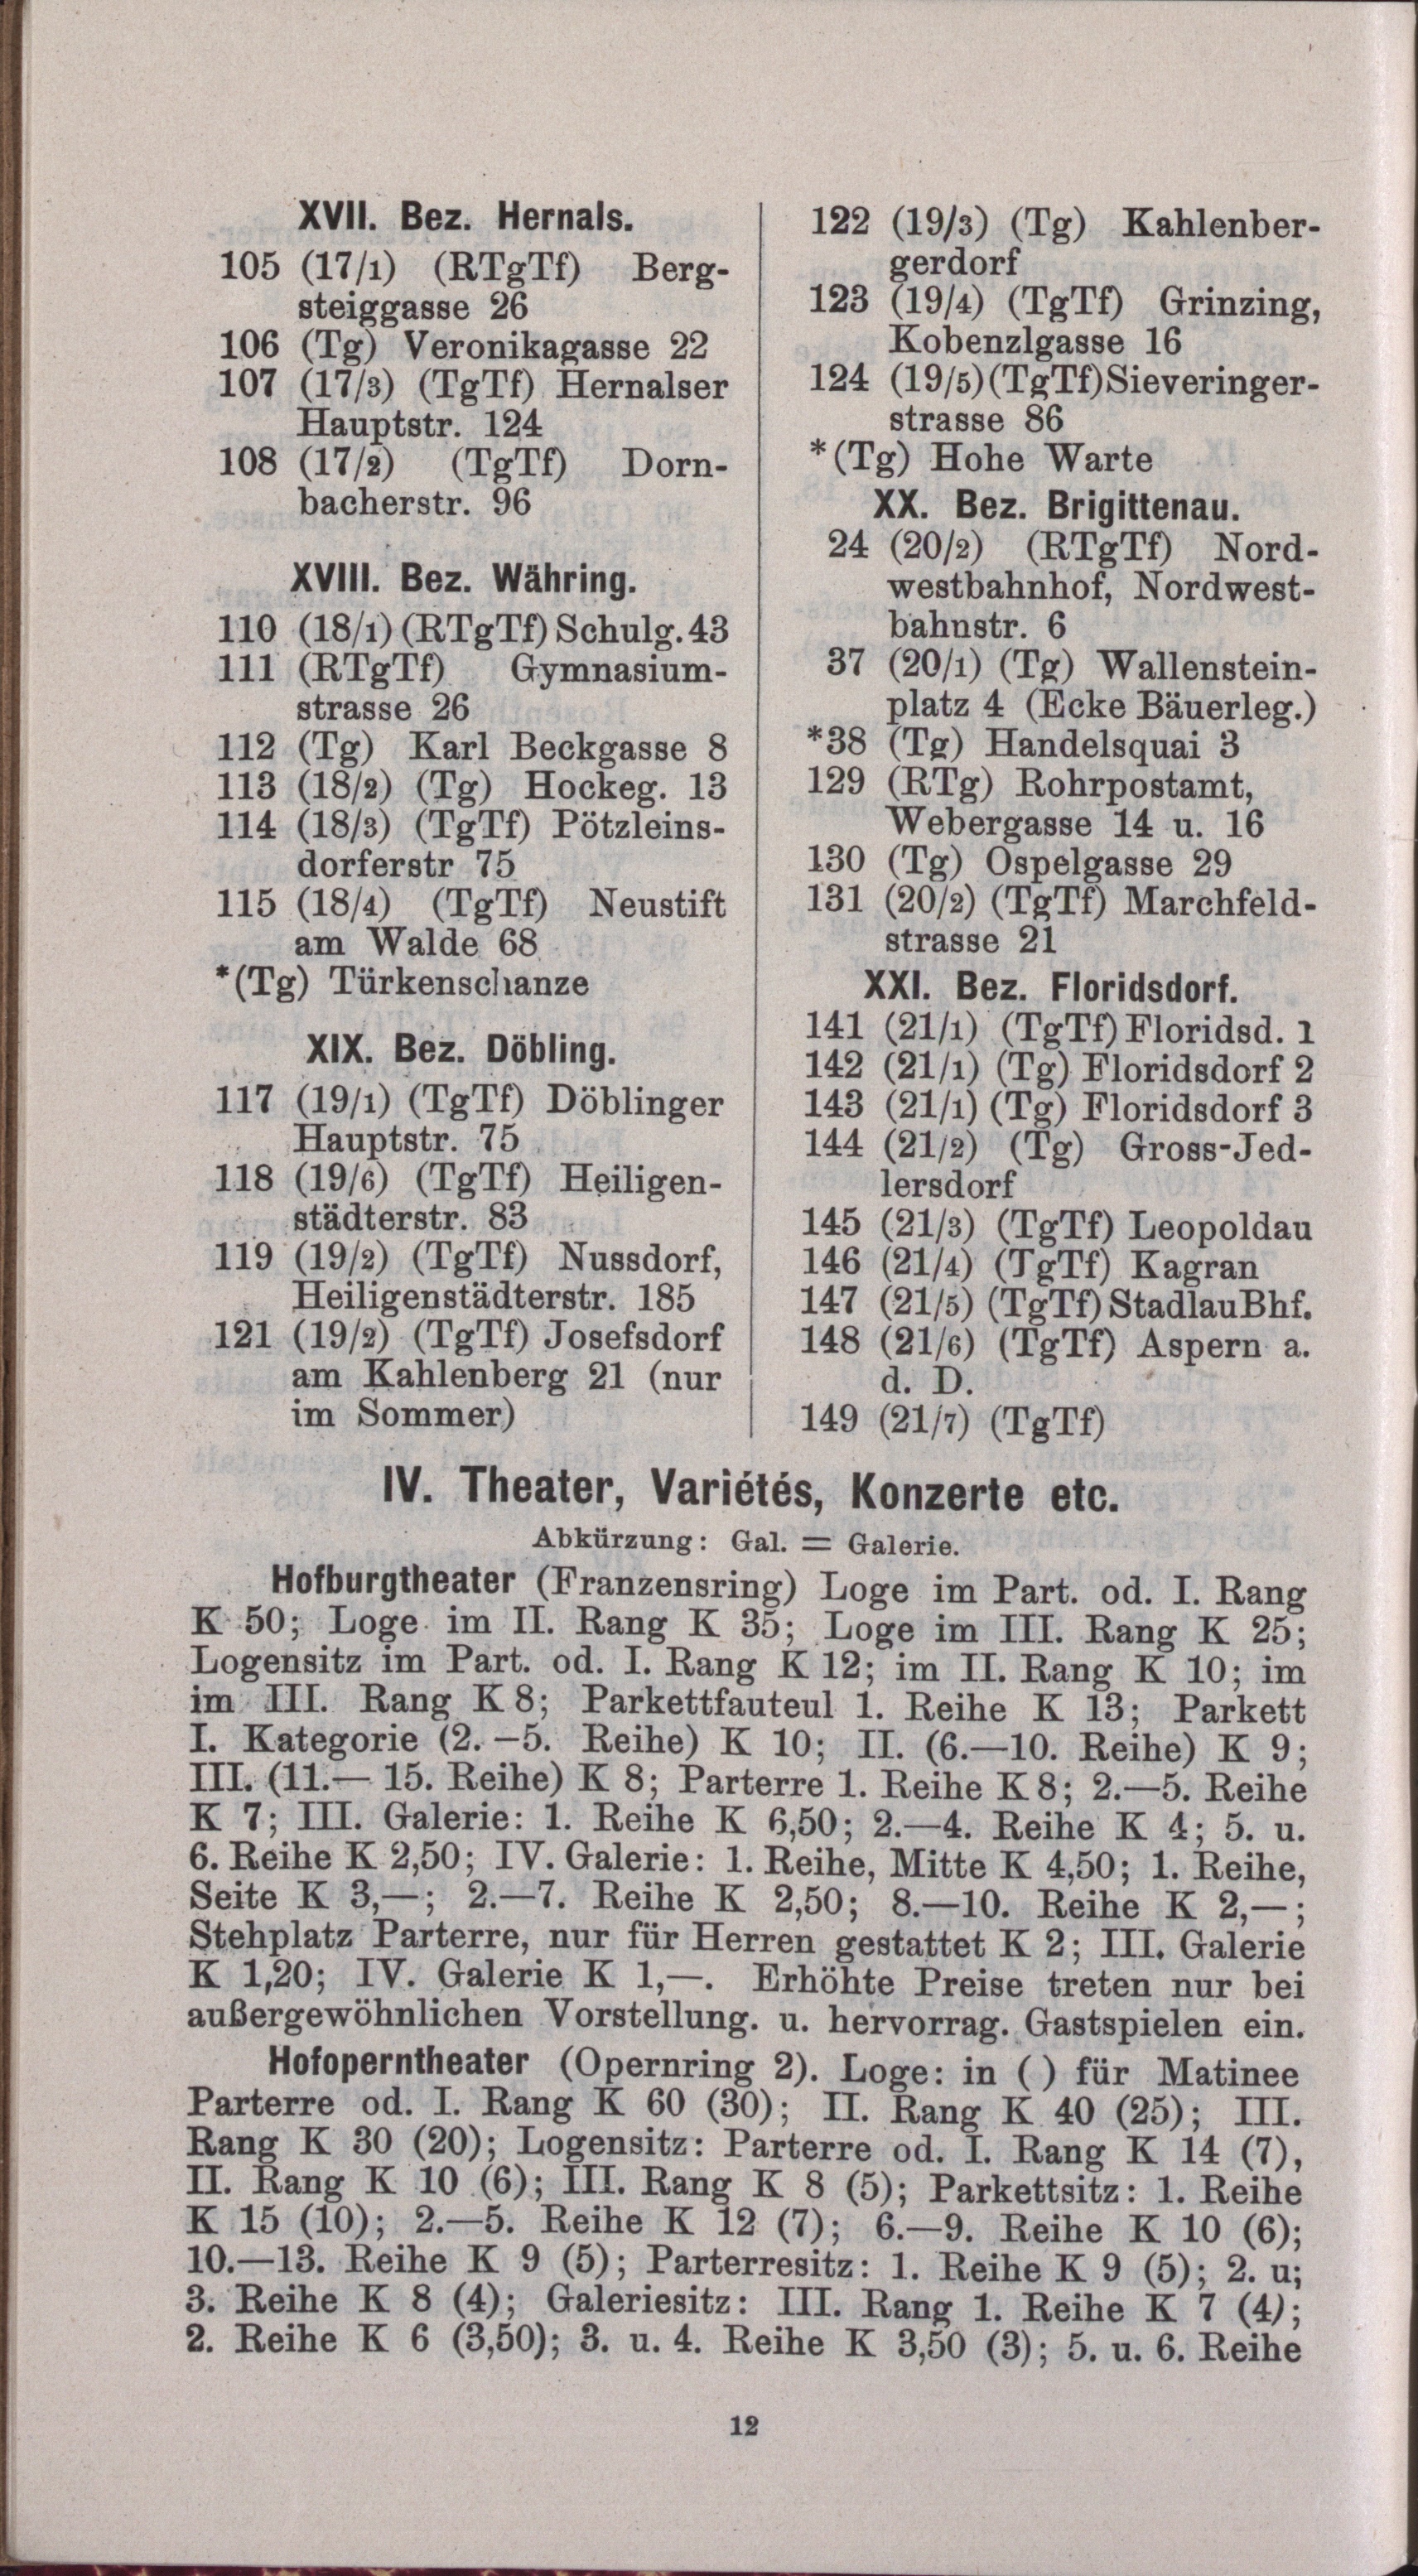 XVII. Bez. Hernals.
105 (17/1) (RTgTf) Berg-
steiggasse 26
106 (Tg) Veronikagasse 22
107 (17/3) (TgTf) Hernalser
Hauptstr. 124
108 (17/2) (TgTf) Dorn-
bacherstr. 96
XVIII. Bez. Währing.
110 (18/1) (RTgTf) Schulg. 43
111 (RTgTf) Gymnasium-
strasse 26
112 (Tg) Karl Beckgasse 8
113 (18/2) (Tg) Hockeg. 13
114 (18/3) (TgTf) Pötzleins-
dorferstr 75
115 (18/4) (TgTf) Neustift
am Walde 68
*(Tg) Türkenschanze
XIX. Bez. Döbling.
117 (19/1) (TgTf) Döblinger
Hauptstr. 75
118 (19/6) (TgTf) Heiligen-
städterstr. 83
119 (19/2) (TgTf) Nussdorf,
Heiligenstädterstr. 185
121 (19/2) (TgTf) Josefsdorf
am Kahlenberg 21 (nur
im Sommer)
122 (19/3) (Tg) Kahlenber-
gerdorf
123 (19/4) (TgTf) Grinzing,
Kobenzlgasse 16
124 (19/5) (TgTf) Sieveringer-
strasse 86
*(Tg) Hohe Warte
XX. Bez. Brigittenau.
24 (20/2) (RTgTf) Nord-
westbahnhof, Nordwest-
bahnstr. 6
37 (20/1) (Tg) Wallenstein-
platz 4 (Ecke Bäuerleg.)
*38 (Tg) Handelsquai 3
129 (RTg) Rohrpostamt,
Webergasse 14 u. 16
130 (Tg) Ospelgasse 29
131 (20/2) (TgTf) Marchfeld-
strasse 21
XXI. Bez. Floridsdorf.
141 (21/1) (TgTf) Floridsd. 1
142 (21/1) (Tg) Floridsdorf 2
143 (21/1) (Tg) Floridsdorf 3
144 (21/2) (Tg) Gross-Jed-
lersdorf
145 (21/3) (TgTf) Leopoldau
146 (21/4) (TgTf) Kagran
147 (21/5) (TgTf) Stadlau Bhf.
148 (21/6) (TgTf) Aspern a.
d. D.
149 (21/7) (TgTf)
IV. Theater, Variétés, Konzerte etc.
Abkürzung: Gal. = Galerie.
Hofburgtheater (Franzensring) Loge im Part. od. I. Rang
K 50; Loge im II. Rang K 35; Loge im III. Rang K 25;
Logensitz im Part. od. I. Rang K 12; im II. Rang K 10; im
im III. Rang K 8; Parkettfauteul 1. Reihe K 13; Parkett
I. Kategorie (2.—5. Reihe) K 10; II. (6.—10. Reihe) K 9;
III. (11.— 15. Reihe) K 8; Parterre 1. Reihe K 8; 2.—5. Reihe
K 7; III. Galerie: 1. Reihe K 6,50; 2.—4. Reihe K 4; 5. u.
6. Reihe K 2,50; IV. Galerie: 1. Reihe, Mitte K 4,50; 1. Reihe,
Seite K 3,—; 2.—7. Reihe K 2,50; 8.—10. Reihe K 2,—;
Stehplatz Parterre, nur für Herren gestattet K 2; III. Galerie
K 1,20; IV. Galerie K 1,—. Erhöhte Preise treten nur bei
außergewöhnlichen Vorstellung. u. hervorrag. Gastspielen ein.
Hofoperntheater (Opernring 2). Loge: in ( ) für Matinee
Parterre od. I. Rang K 60 (30); II. Rang K 40 (25); III.
Rang K 30 (20); Logensitz: Parterre od. I. Rang K 14 (7),
II. Rang K 10 (6); III. Rang K 8 (5); Parkettsitz: 1. Reihe
K 15 (10); 2.—5. Reihe K 12 (7); 6.—9. Reihe K 10 (6);
10.—13. Reihe K 9 (5); Parterresitz: 1. Reihe K 9 (5); 2. u;
3. Reihe K 8 (4); Galeriesitz: III. Rang 1. Reihe K 7 (4);
2. Reihe K 6 (3,50); 3. u. 4. Reihe K 3,50 (3); 5. u. 6. Reihe
12